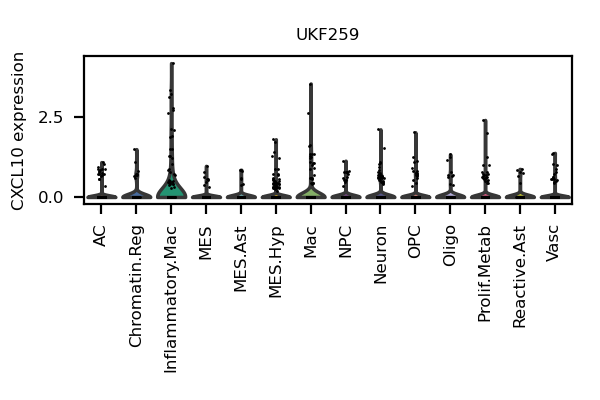 UKF259
CXCL10 expression
2.5
0.0
AC
Chromatin.Reg
Inflammatory.Mac
MES
MES.Ast
MES.Hyp
Mac
NPC
Neuron
OPC
Oligo
Prolif.Metab
Reactive.Ast
Vasc